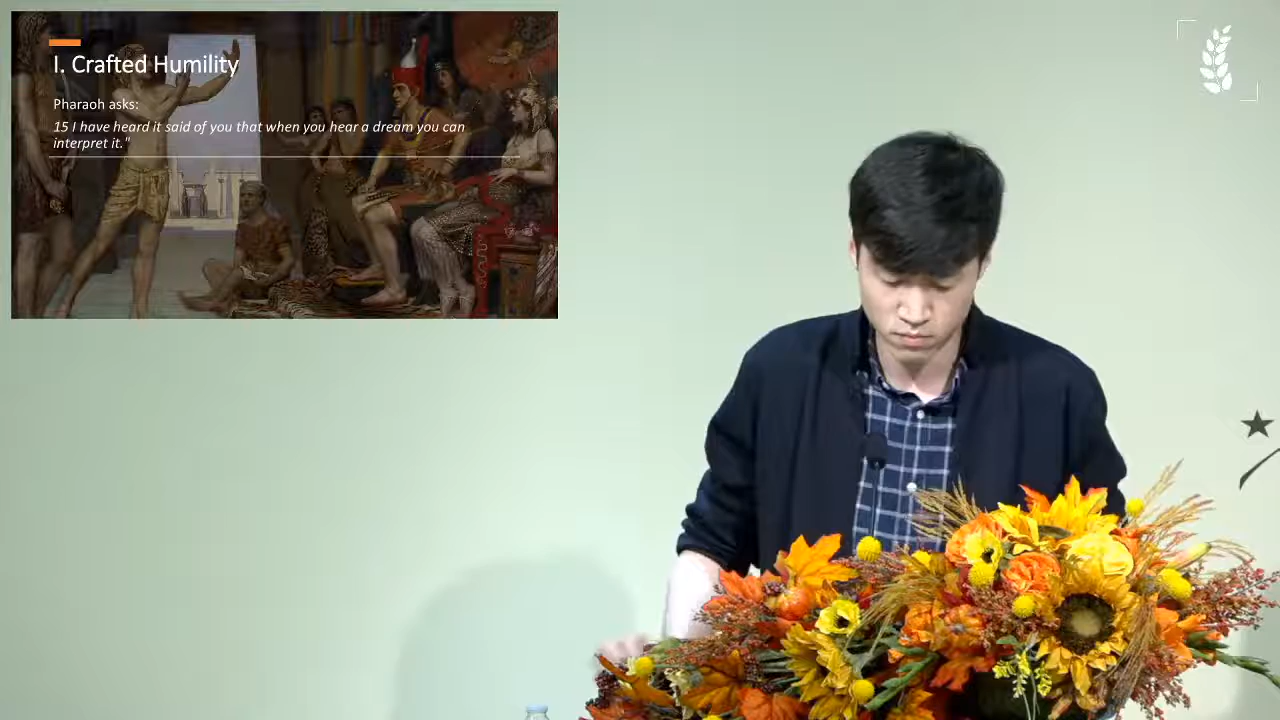 I. Crafted Humility
Pharaoh asks:
15 I have heard it said of you that when you hear a dream you can
interpret it."